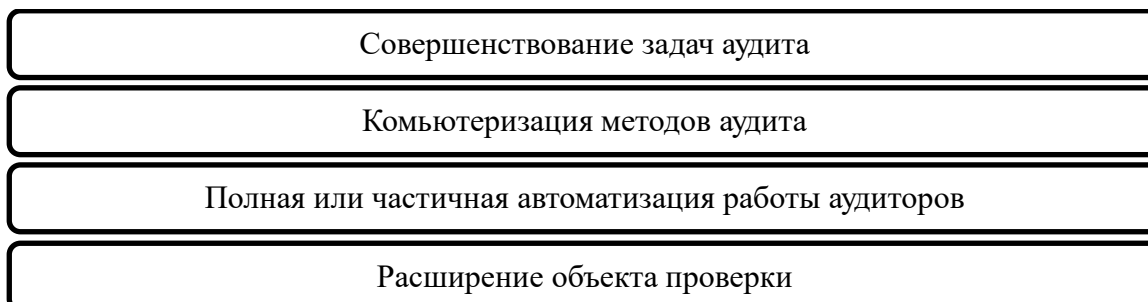 Совершенствование задач аудита
Комьютеризация методов аудита
Полная или частичная автоматизация работы аудиторов
Расширение объекта проверки